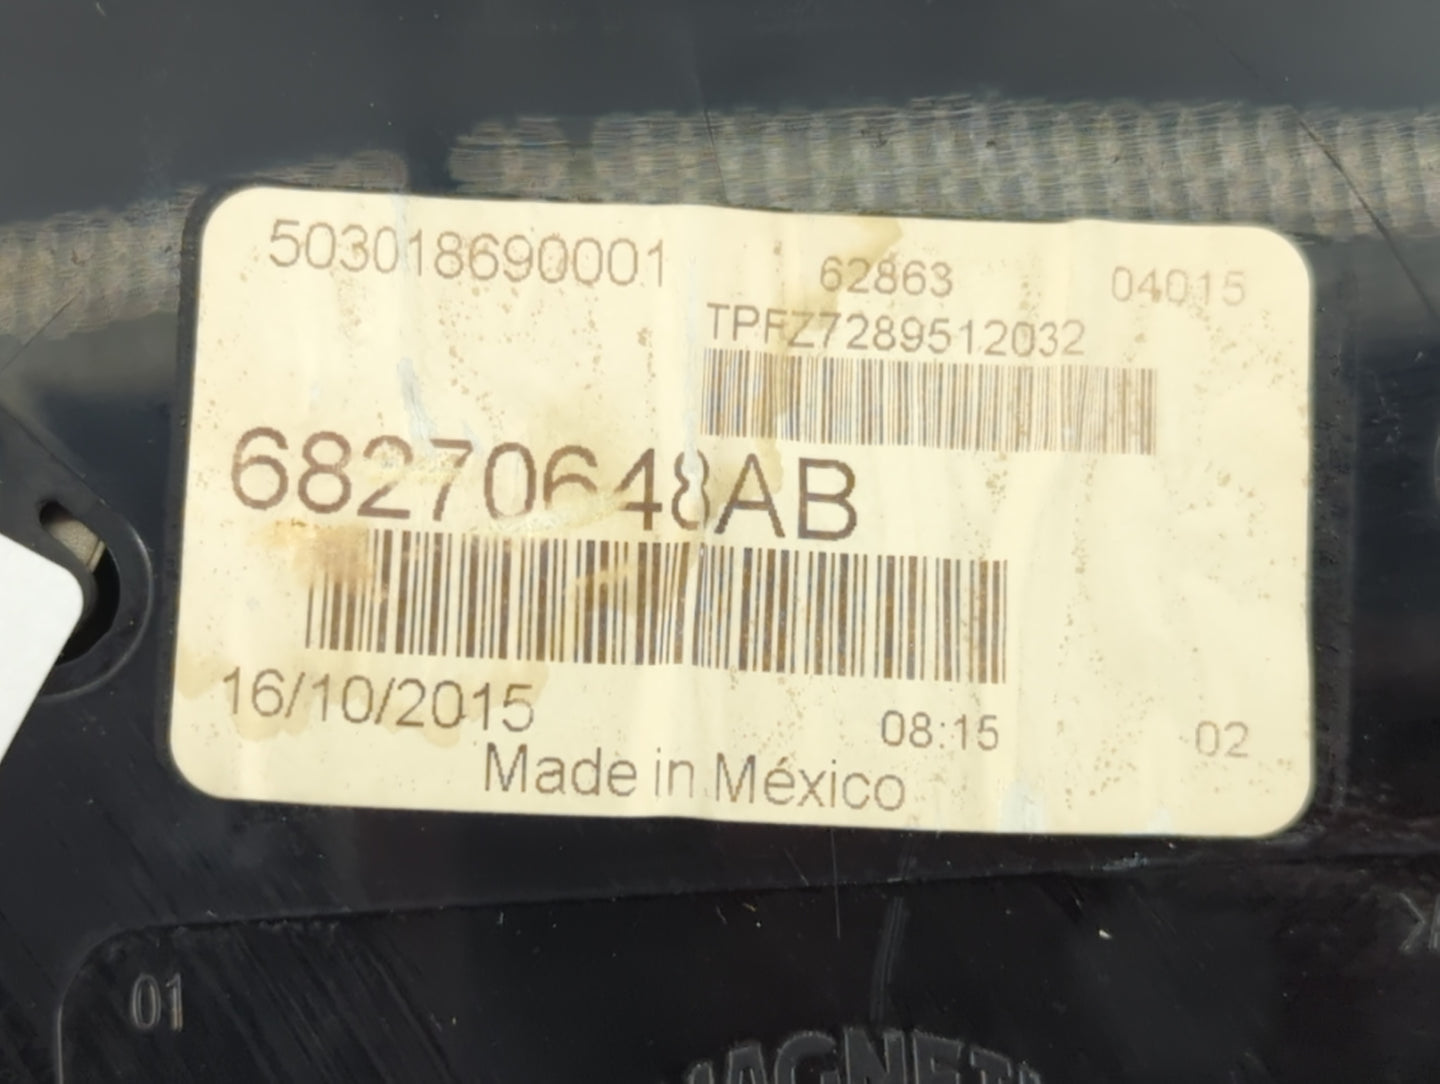 503018690001 62863 04015
TPFZ7289512032
68270648AB
16/10/2015 08:15 02
Made in México
01